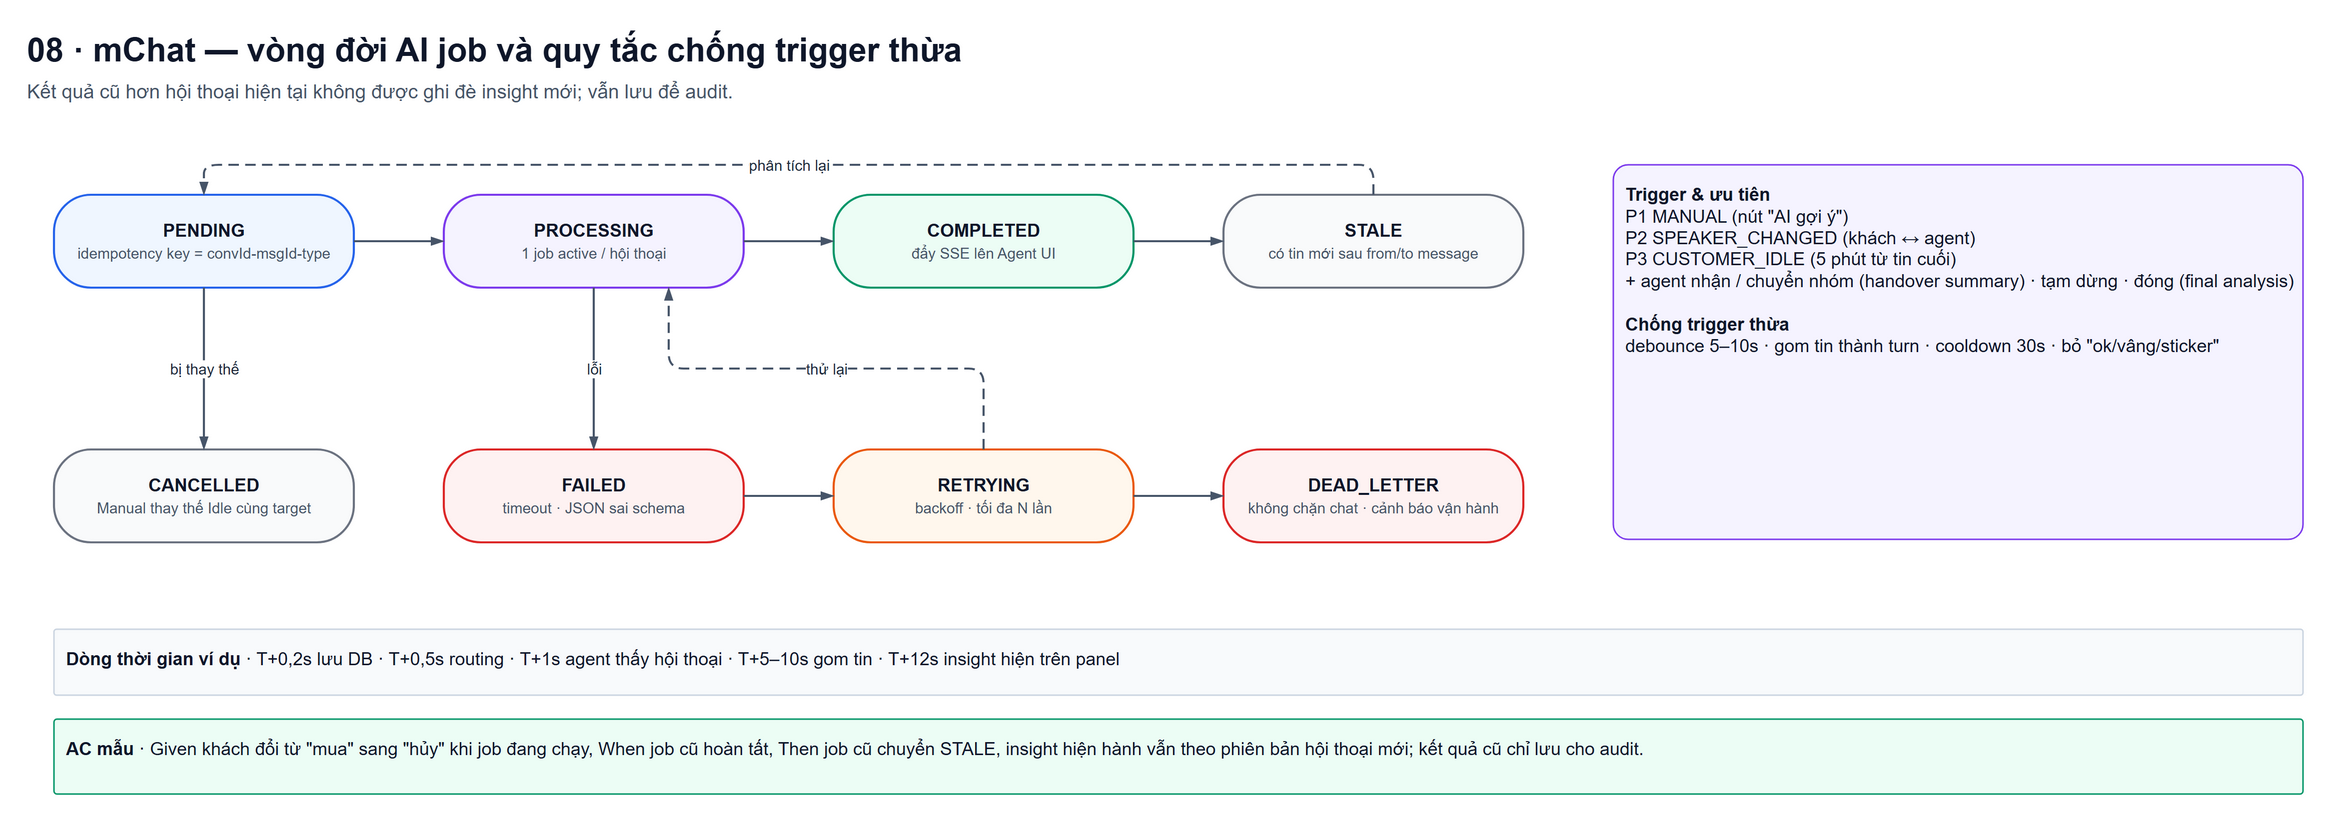 08 · mChat — vòng đời AI job và quy tắc chống trigger thừa
Kết quả cũ hơn hội thoại hiện tại không được ghi đè insight mới; vẫn lưu để audit.
phân tích lại
PENDING
idempotency key = convId-msgId-type
PROCESSING
1 job active / hội thoại
COMPLETED
đẩy SSE lên Agent UI
STALE
có tin mới sau from/to message
bị thay thế
lỗi
thử lại
CANCELLED
Manual thay thế Idle cùng target
FAILED
timeout · JSON sai schema
RETRYING
backoff · tối đa N lần
DEAD_LETTER
không chặn chat · cảnh báo vận hành
Trigger & ưu tiên
P1 MANUAL (nút "AI gợi ý")
P2 SPEAKER_CHANGED (khách ↔ agent)
P3 CUSTOMER_IDLE (5 phút từ tin cuối)
+ agent nhận / chuyển nhóm (handover summary) · tạm dừng · đóng (final analysis)
Chống trigger thừa
debounce 5–10s · gom tin thành turn · cooldown 30s · bỏ "ok/vâng/sticker"
Dòng thời gian ví dụ · T+0,2s lưu DB · T+0,5s routing · T+1s agent thấy hội thoại · T+5–10s gom tin · T+12s insight hiện trên panel
AC mẫu · Given khách đổi từ "mua" sang "hủy" khi job đang chạy, When job cũ hoàn tất, Then job cũ chuyển STALE, insight hiện hành vẫn theo phiên bản hội thoại mới; kết quả cũ chỉ lưu cho audit.